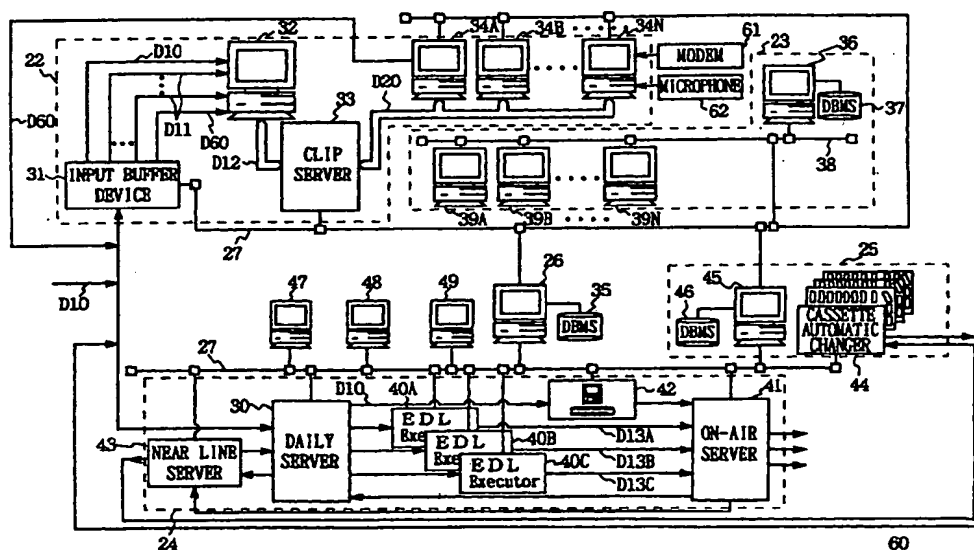 32
34A
34B
34N
61
36
D10
MODEM
23
22
D20
MICROPHONE
DBMS
37
33
62
D11
D60
D60
CLIP
SERVER
D12
38
31
INPUT BUFFER
DEVICE
39A
39B
39N
27
25
26
45
D10
47
48
49
35
46
DBMS
DBMS
CASSETTE
AUTOMATIC
CHANGER
27
44
30
D10
40A
42
41
EDL
43
DAILY
SERVER
EDL
40B
D13A
ON-AIR
SERVER
NEAR LINE
SERVER
EDL
Executor
40C
D13B
D13C
24
60